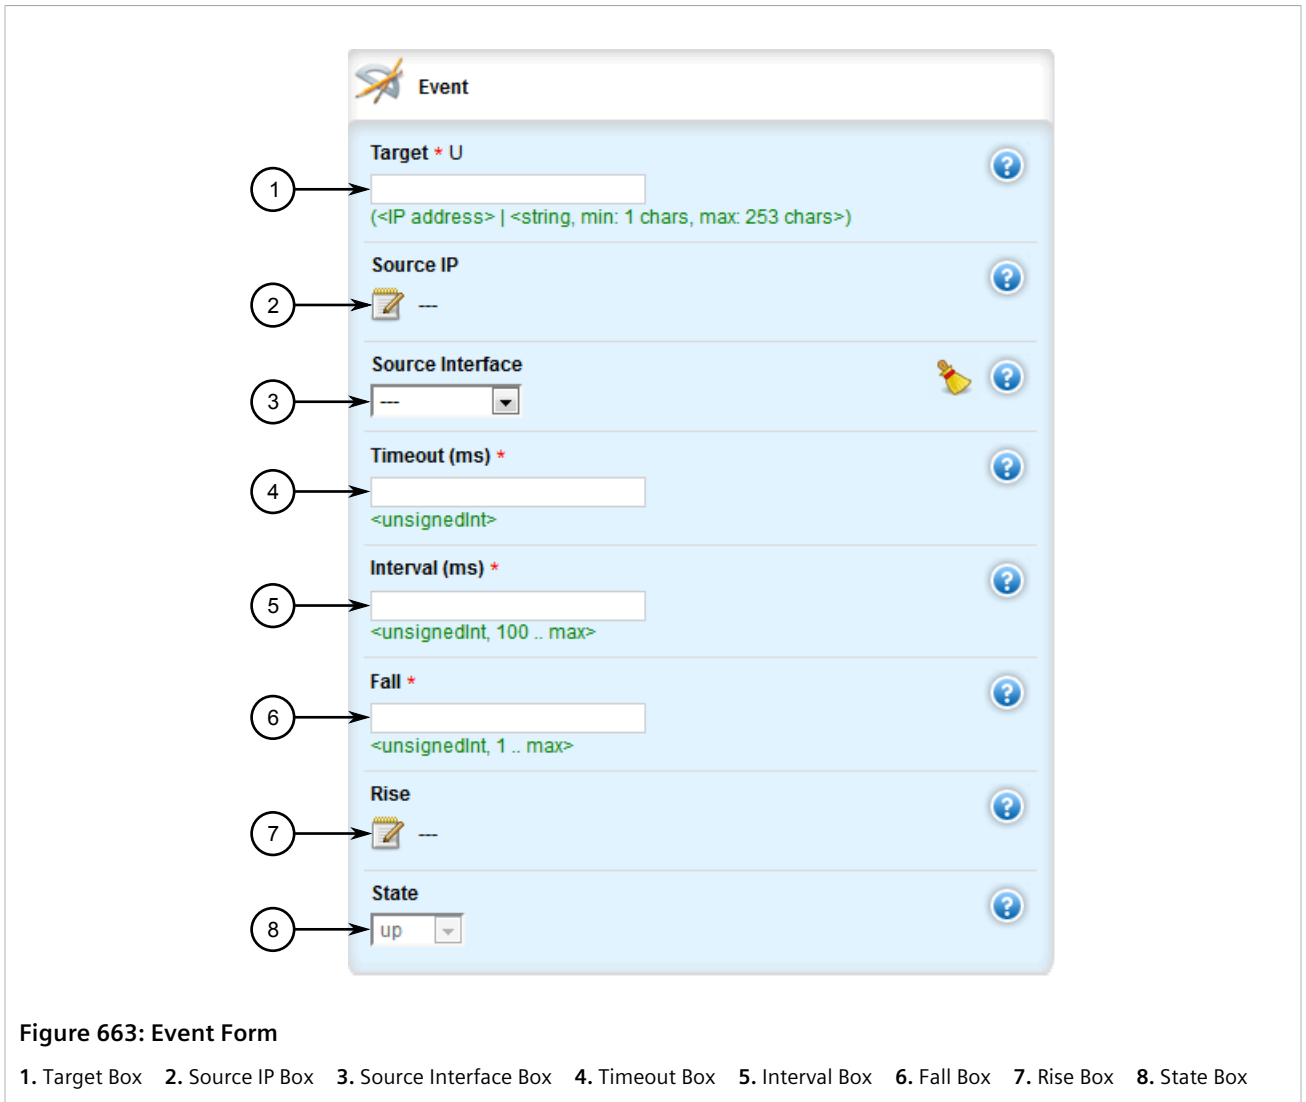 Event
Target * U
1
(<IP address> | <string, min: 1 chars, max: 253 chars>)
Source IP
2
---
Source Interface
3
---
Timeout (ms) *
4
<unsignedInt>
Interval (ms) *
5
<unsignedInt, 100 .. max>
Fall *
6
<unsignedInt, 1 .. max>
Rise
7
---
State
8
up
Figure 663: Event Form
1. Target Box 2. Source IP Box 3. Source Interface Box 4. Timeout Box 5. Interval Box 6. Fall Box 7. Rise Box 8. State Box